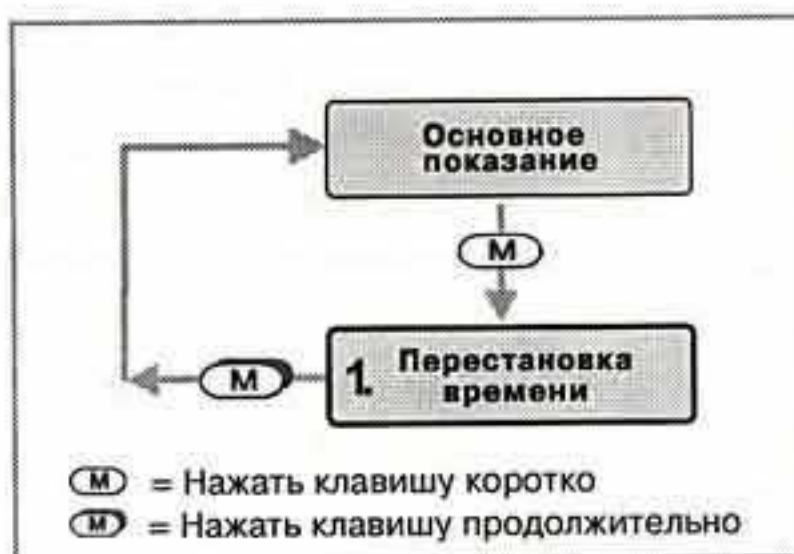 Основное
показание
M
1. Перестановка
времени
M
M = Нажать клавишу коротко
M = Нажать клавишу продолжительно